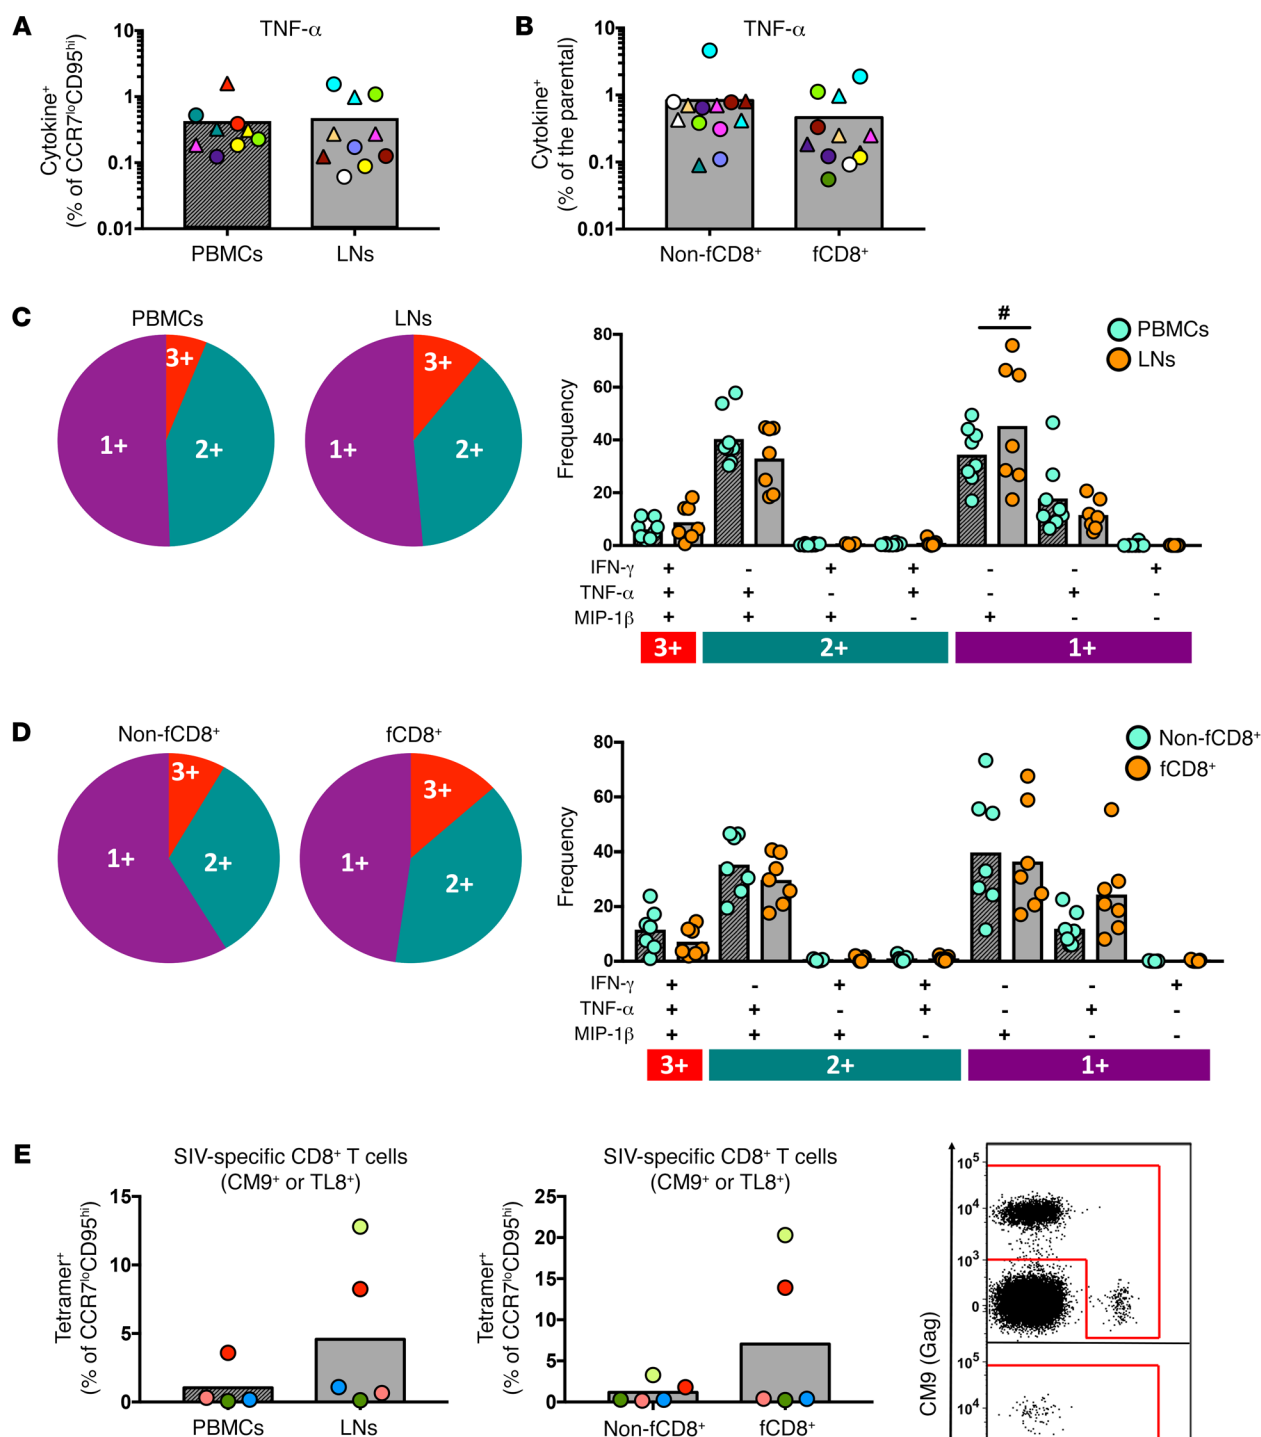 A
TNF-α
Cytokine⁺
(% of CCR7ˡᵒCD95ʰⁱ)
10
1
0.1
0.01
PBMCs
LNs
B
TNF-α
Cytokine⁺
(% of the parental)
10
1
0.1
0.01
Non-fCD8⁺
fCD8⁺
C
PBMCs
3+
1+
2+
LNs
3+
1+
2+
Frequency
80
60
40
20
0
#
PBMCs
LNs
IFN-γ + - + + - - +
TNF-α + + - + - + -
MIP-1β + + + - + - -
3+
2+
1+
D
Non-fCD8⁺
3+
1+
2+
fCD8⁺
3+
1+
2+
Frequency
80
60
40
20
0
Non-fCD8⁺
fCD8⁺
IFN-γ + - + + - - +
TNF-α + + - + - + -
MIP-1β + + + - + - -
3+
2+
1+
E
SIV-specific CD8⁺ T cells
(CM9⁺ or TL8⁺)
Tetramer⁺
(% of CCR7ˡᵒCD95ʰⁱ)
15
10
5
0
PBMCs
LNs
SIV-specific CD8⁺ T cells
(CM9⁺ or TL8⁺)
Tetramer⁺
(% of CCR7ˡᵒCD95ʰⁱ)
25
20
15
10
5
0
Non-fCD8⁺
fCD8⁺
CM9 (Gag)
10⁵
10⁴
10³
0
10⁵
10⁴